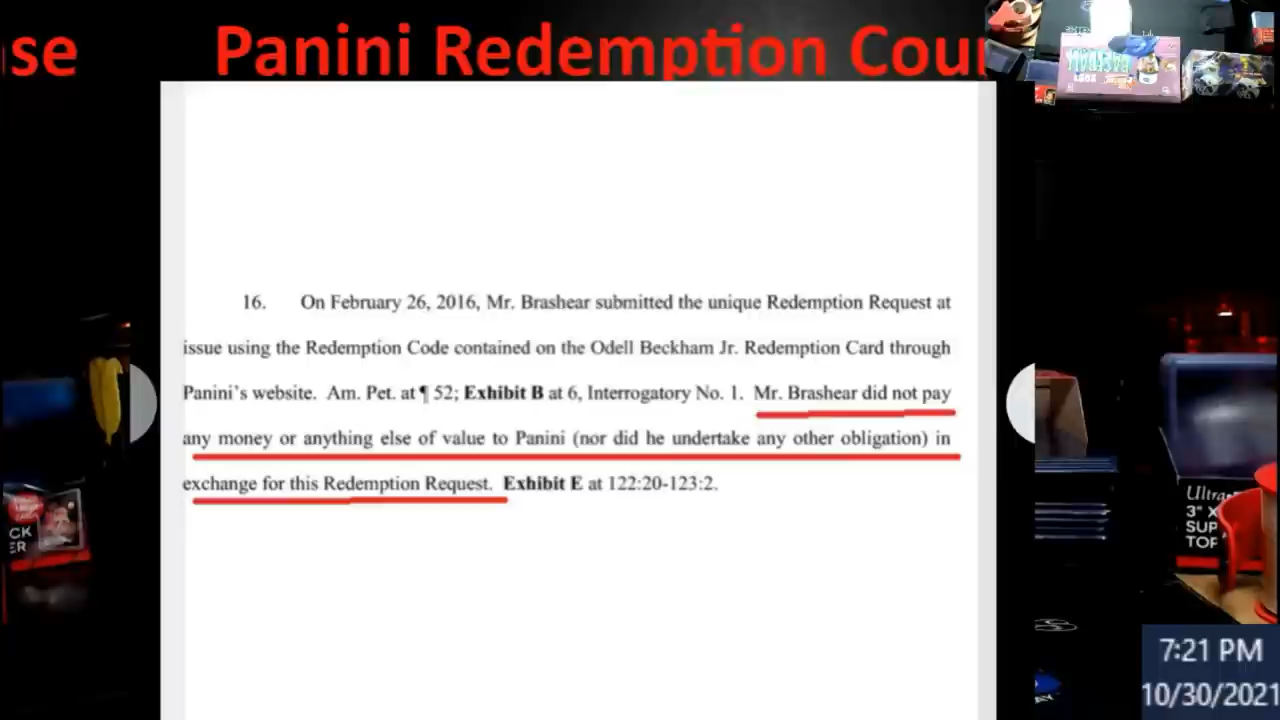 se Panini Redemption Cour
16. On February 26, 2016, Mr. Brashear submitted the unique Redemption Request at
issue using the Redemption Code contained on the Odell Beckham Jr. Redemption Card through
Panini's website. Am. Pet. at ¶ 52; Exhibit B at 6, Interrogatory No. 1. Mr. Brashear did not pay
any money or anything else of value to Panini (nor did he undertake any other obligation) in
exchange for this Redemption Request. Exhibit E at 122:20-123:2.
CK
ER
Ultra
3" X
SUP
TOP
7:21 PM
10/30/2021